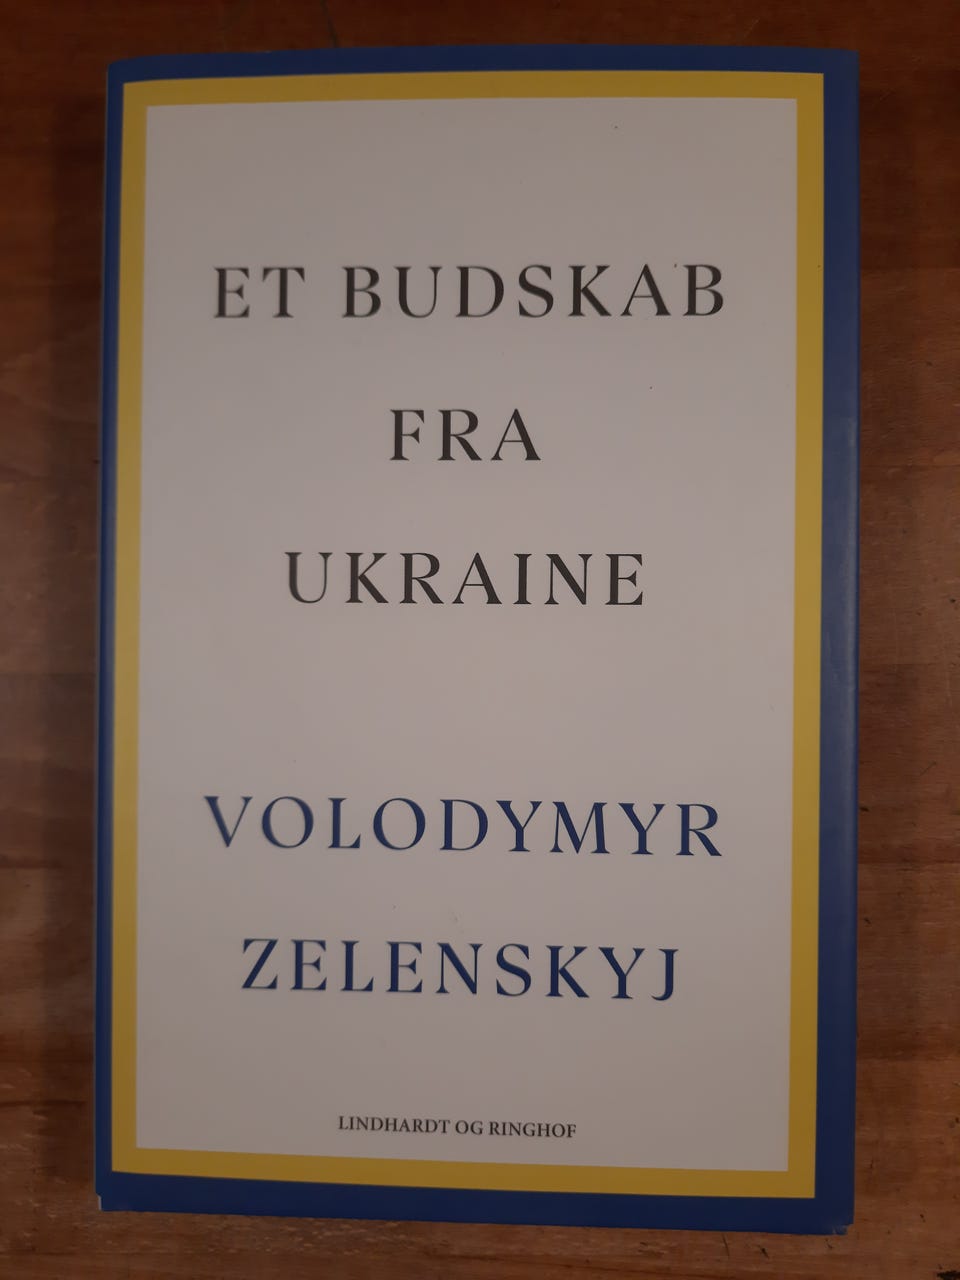 ET BUDSKAB
FRA
UKRAINE
VOLODYMYR
ZELENSKYJ
LINDHARDT OG RINGHOF